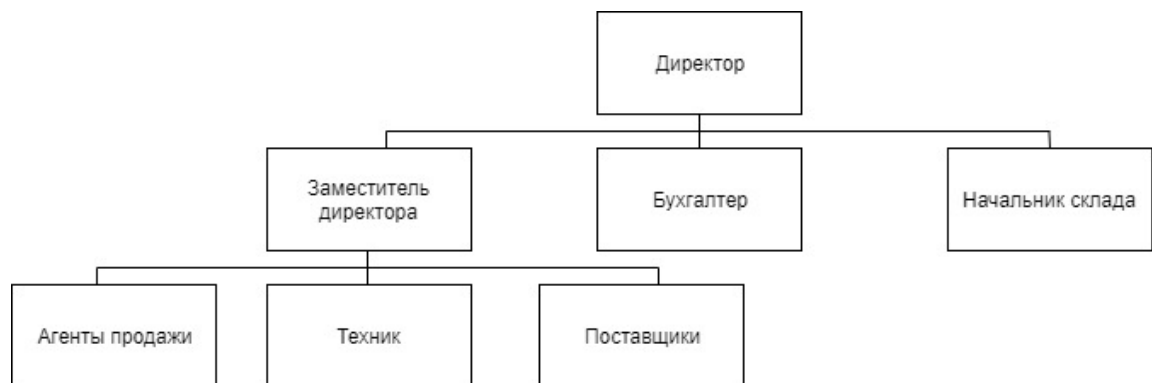 Директор
Заместитель
директора
Бухгалтер
Начальник склада
Агенты продажи
Техник
Поставщики